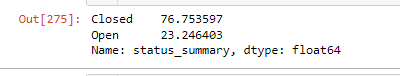 Out[275]: Closed    76.753597
Open      23.246403
Name: status_summary, dtype: float64